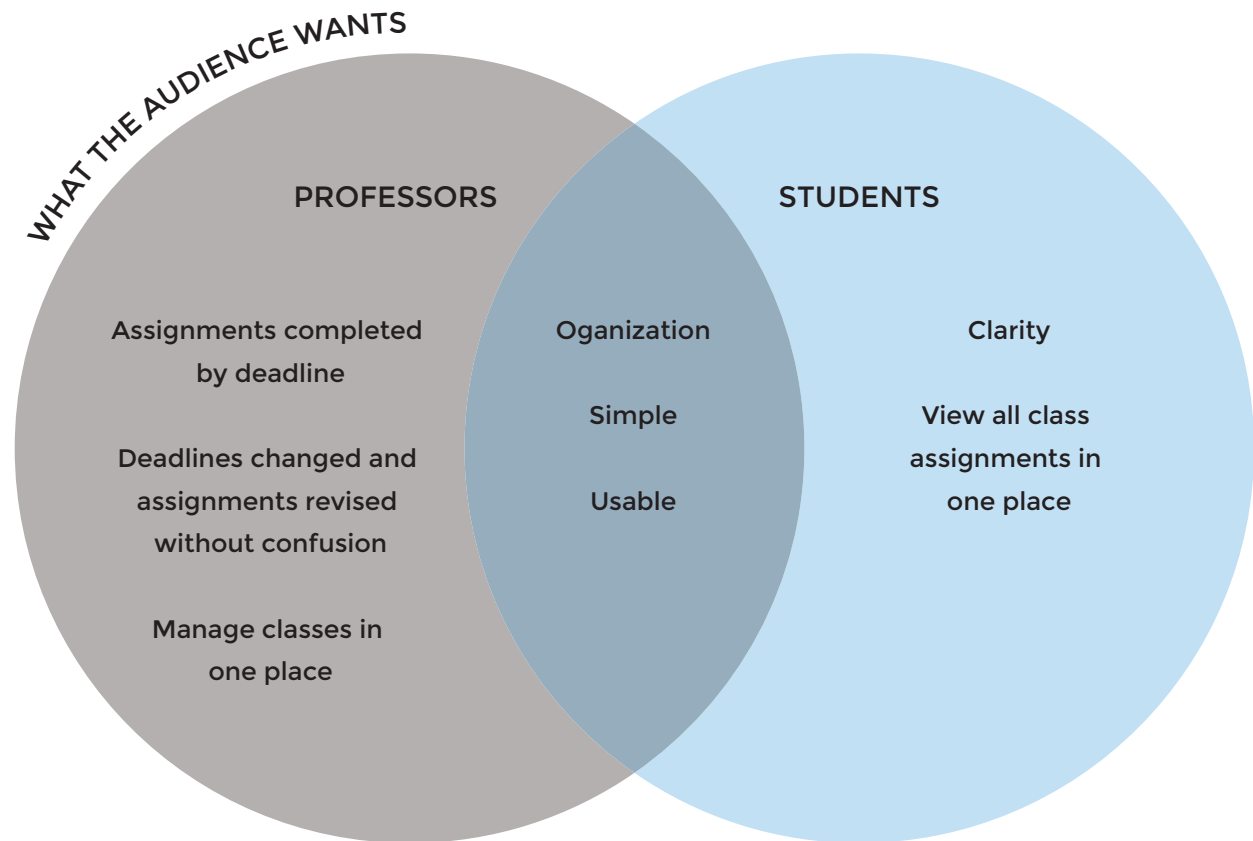 WHAT THE AUDIENCE WANTS
PROFESSORS
Assignments completed
by deadline
Deadlines changed and
assignments revised
without confusion
Manage classes in
one place
Oganization
Simple
Usable
STUDENTS
Clarity
View all class
assignments in
one place